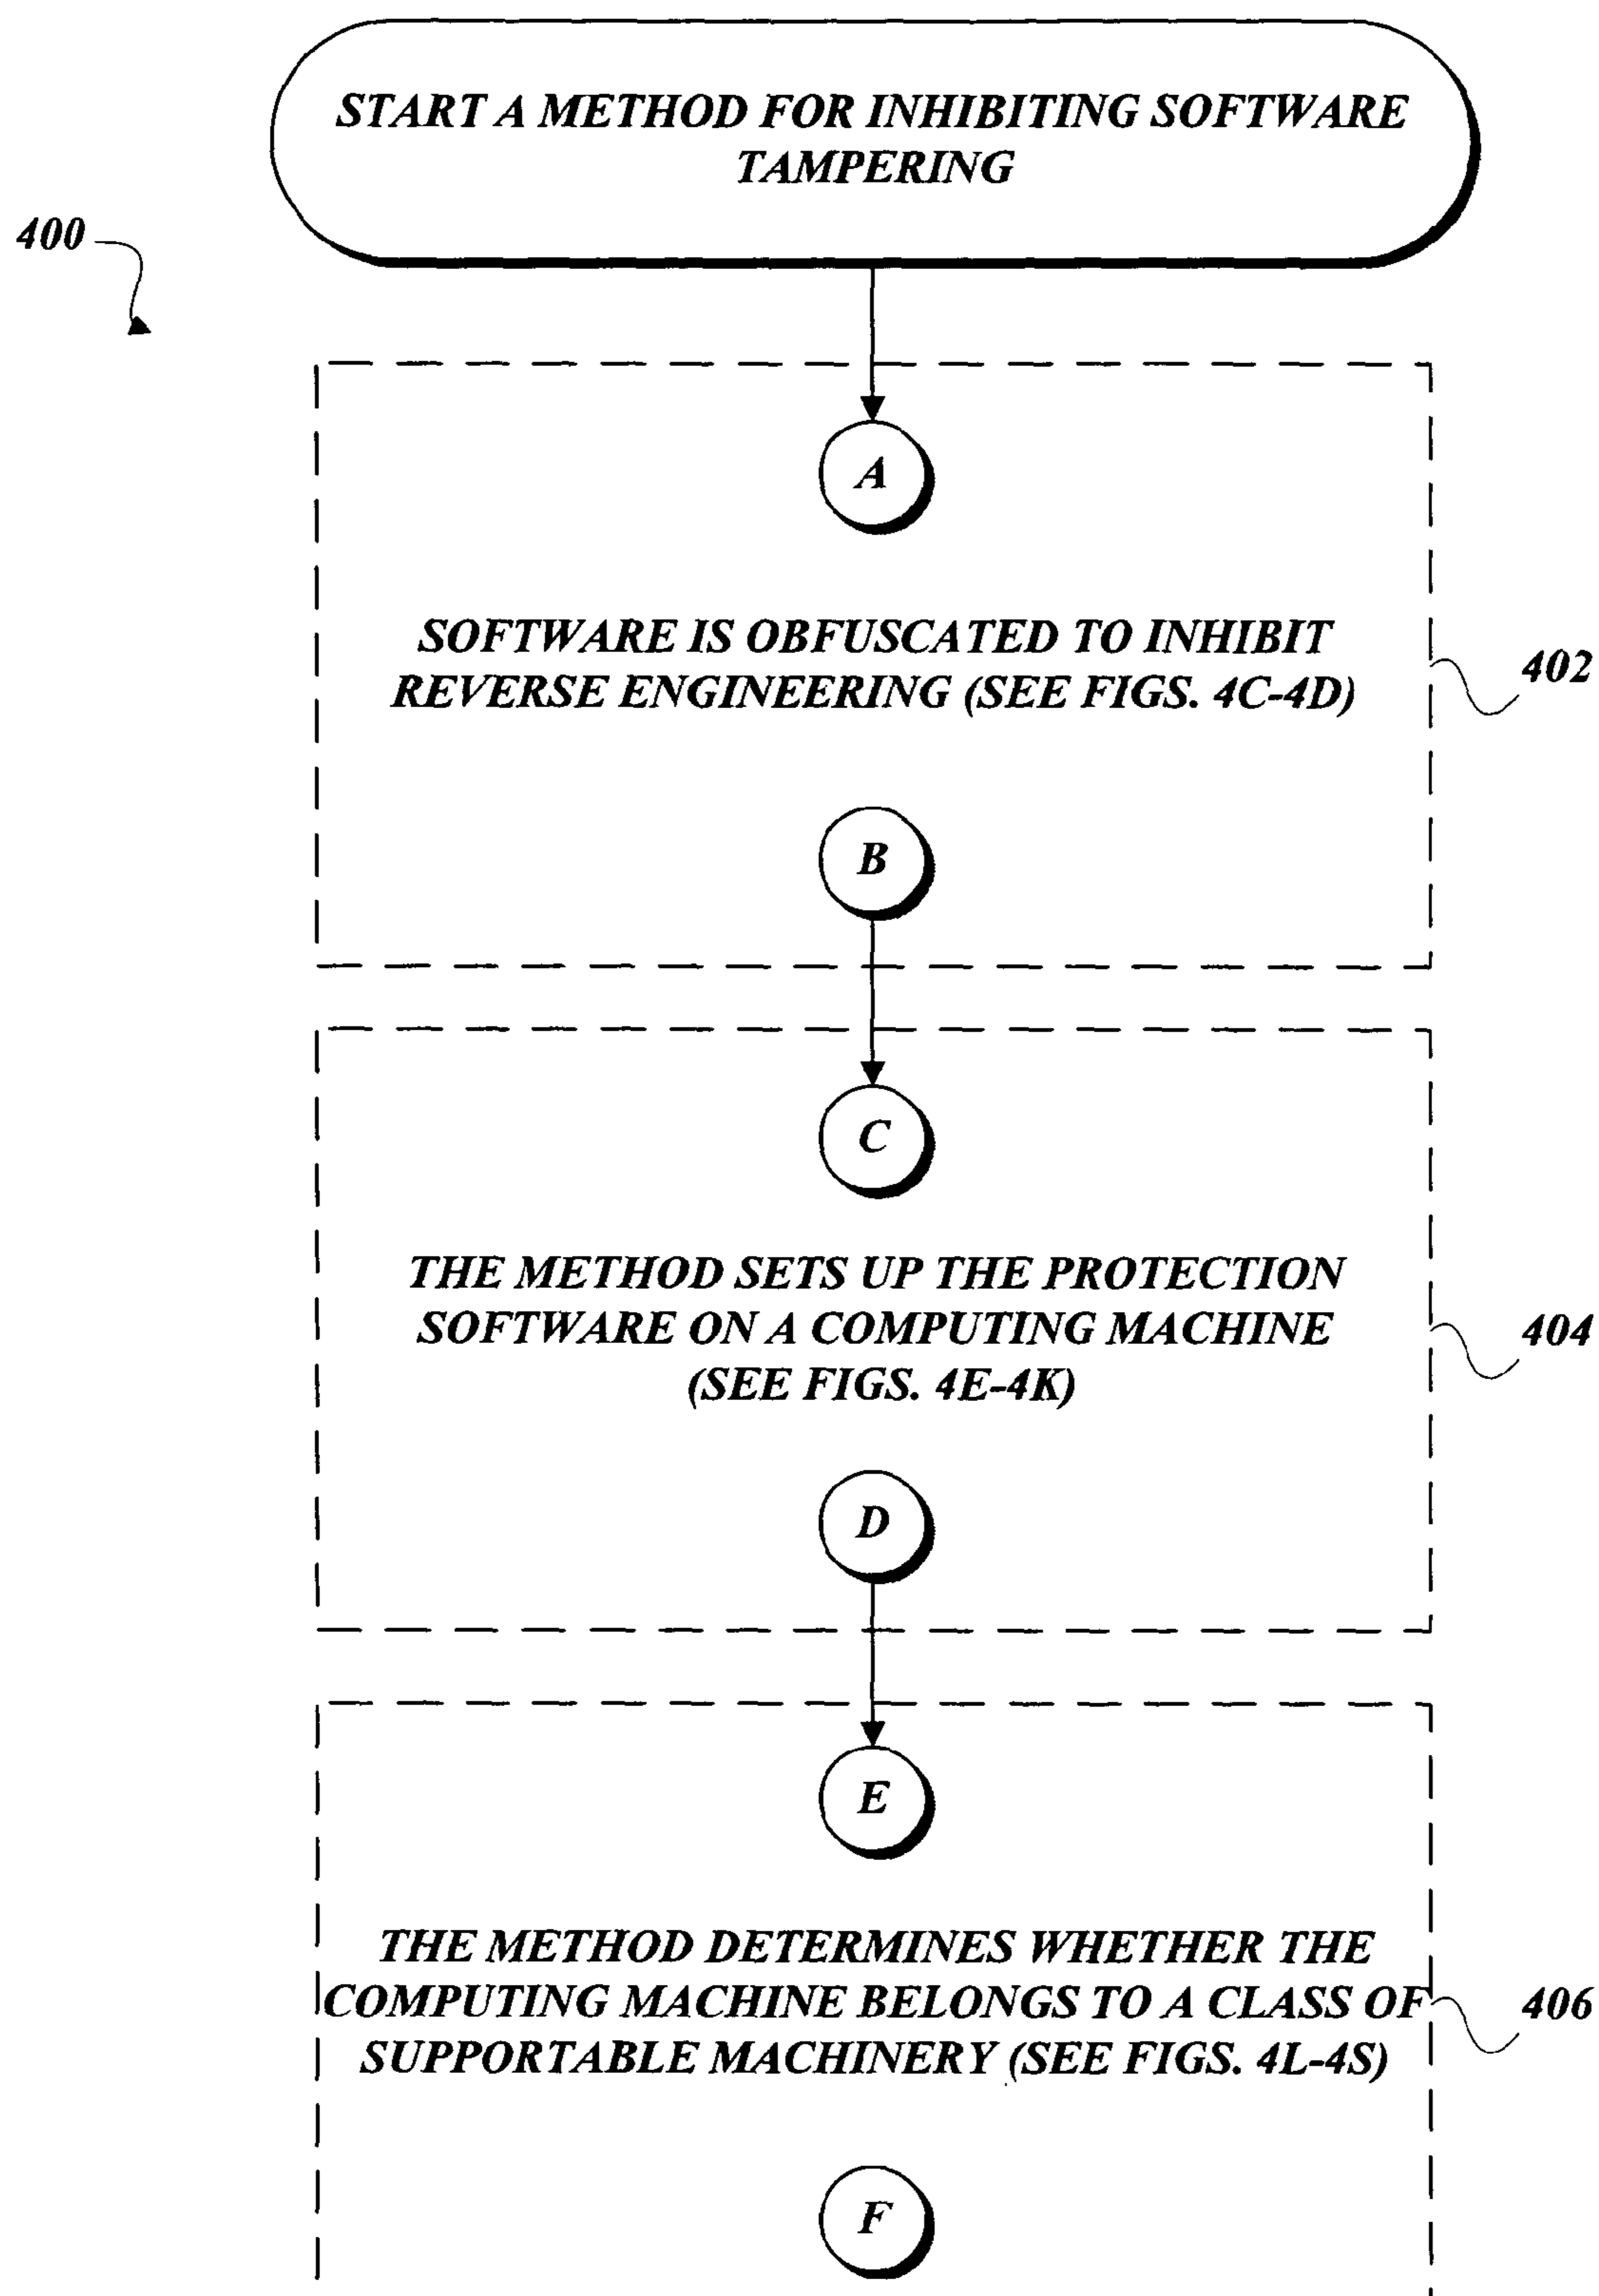 START A METHOD FOR INHIBITING SOFTWARE
TAMPERING
400
A
SOFTWARE IS OBFUSCATED TO INHIBIT
REVERSE ENGINEERING (SEE FIGS. 4C-4D)
402
B
C
THE METHOD SETS UP THE PROTECTION
SOFTWARE ON A COMPUTING MACHINE
(SEE FIGS. 4E-4K)
404
D
E
THE METHOD DETERMINES WHETHER THE
COMPUTING MACHINE BELONGS TO A CLASS OF
SUPPORTABLE MACHINERY (SEE FIGS. 4L-4S)
406
F